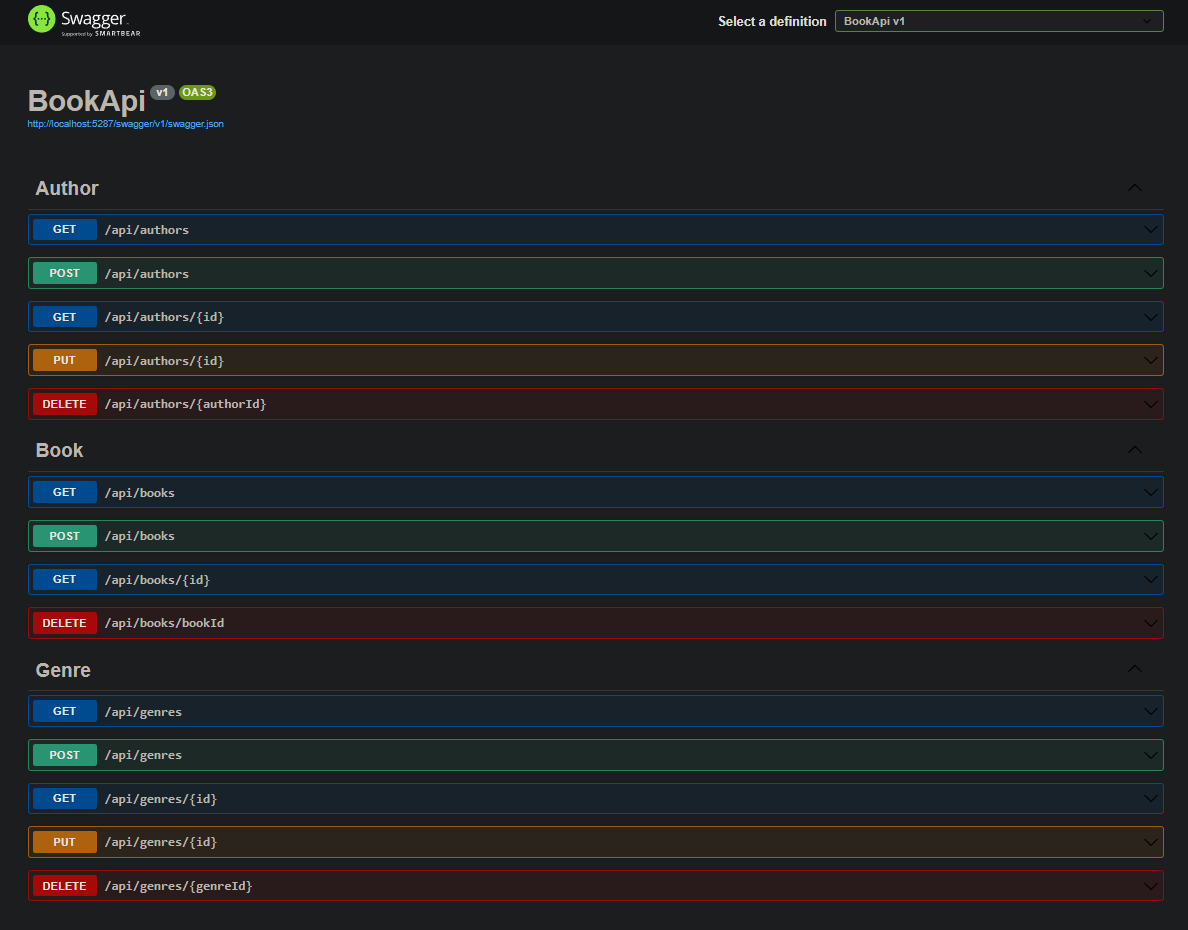 Swagger
Supported by SMARTBEAR
Select a definition
BookApi v1
BookApi v1 OAS3
http://localhost:5287/swagger/v1/swagger.json
Author
GET /api/authors
POST /api/authors
GET /api/authors/{id}
PUT /api/authors/{id}
DELETE /api/authors/{authorId}
Book
GET /api/books
POST /api/books
GET /api/books/{id}
DELETE /api/books/bookId
Genre
GET /api/genres
POST /api/genres
GET /api/genres/{id}
PUT /api/genres/{id}
DELETE /api/genres/{genreId}